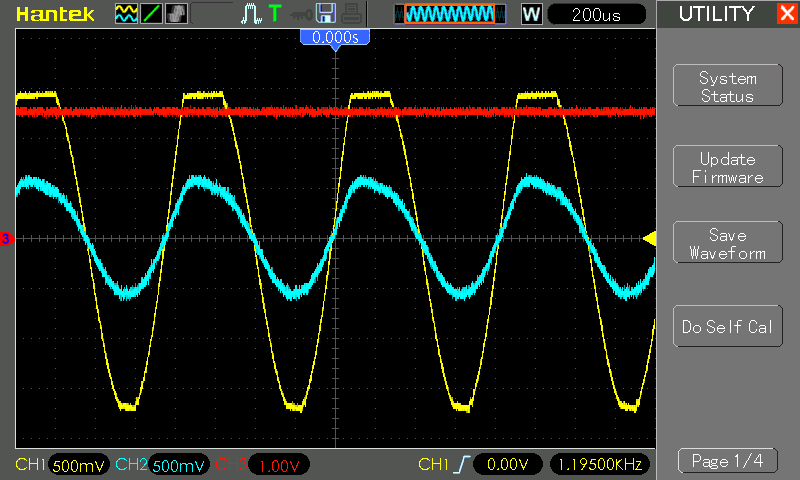 Hantek
T
W
200us
UTILITY
0.000s
System
Status
Update
Firmware
Save
Waveform
Do Self Cal
Page 1/4
3
CH1 500mV CH2 500mV CH3 1.00V CH1 0.00V 1.19500KHz